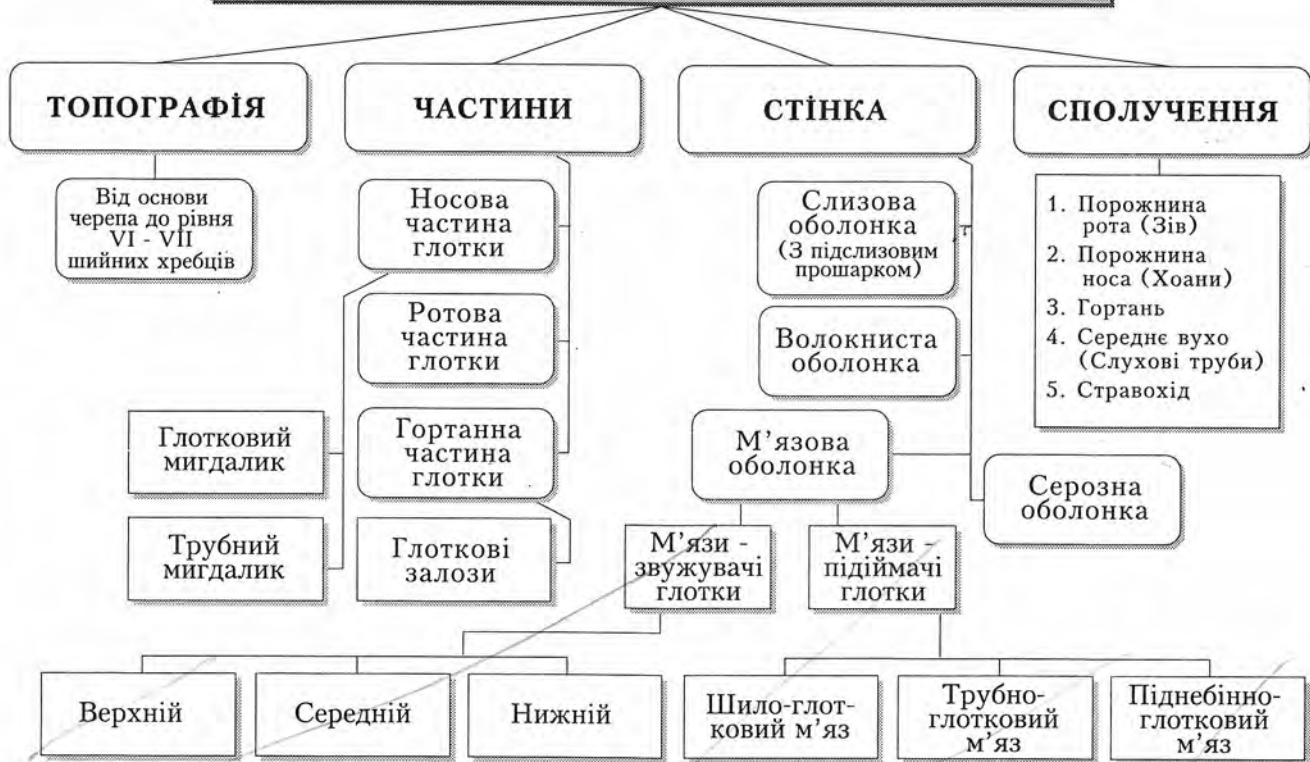 ТОПОГРАФІЯ
ЧАСТИНИ
СТІНКА
СПОЛУЧЕННЯ
Від основи
черепа до рівня
VI - VII
шийних хребців
Носова
частина
глотки
Ротова
частина
глотки
Гортанна
частина
глотки
Глоткові
залози
Глотковий
мигдалик
Трубний
мигдалик
Слизова
оболонка
(З підслизовим
прошарком)
Волокниста
оболонка
М’язова
оболонка
Серозна
оболонка
1. Порожнина
рота (Зів)
2. Порожнина
носа (Хоани)
3. Гортань
4. Середнє вухо
(Слухові труби)
5. Стравохід
М’язи -
звужувачі
глотки
М’язи -
підіймачі
глотки
Верхній
Середній
Нижній
Шило-глот-
ковий м’яз
Трубно-
глотковий
м’яз
Піднебінно-
глотковий
м’яз